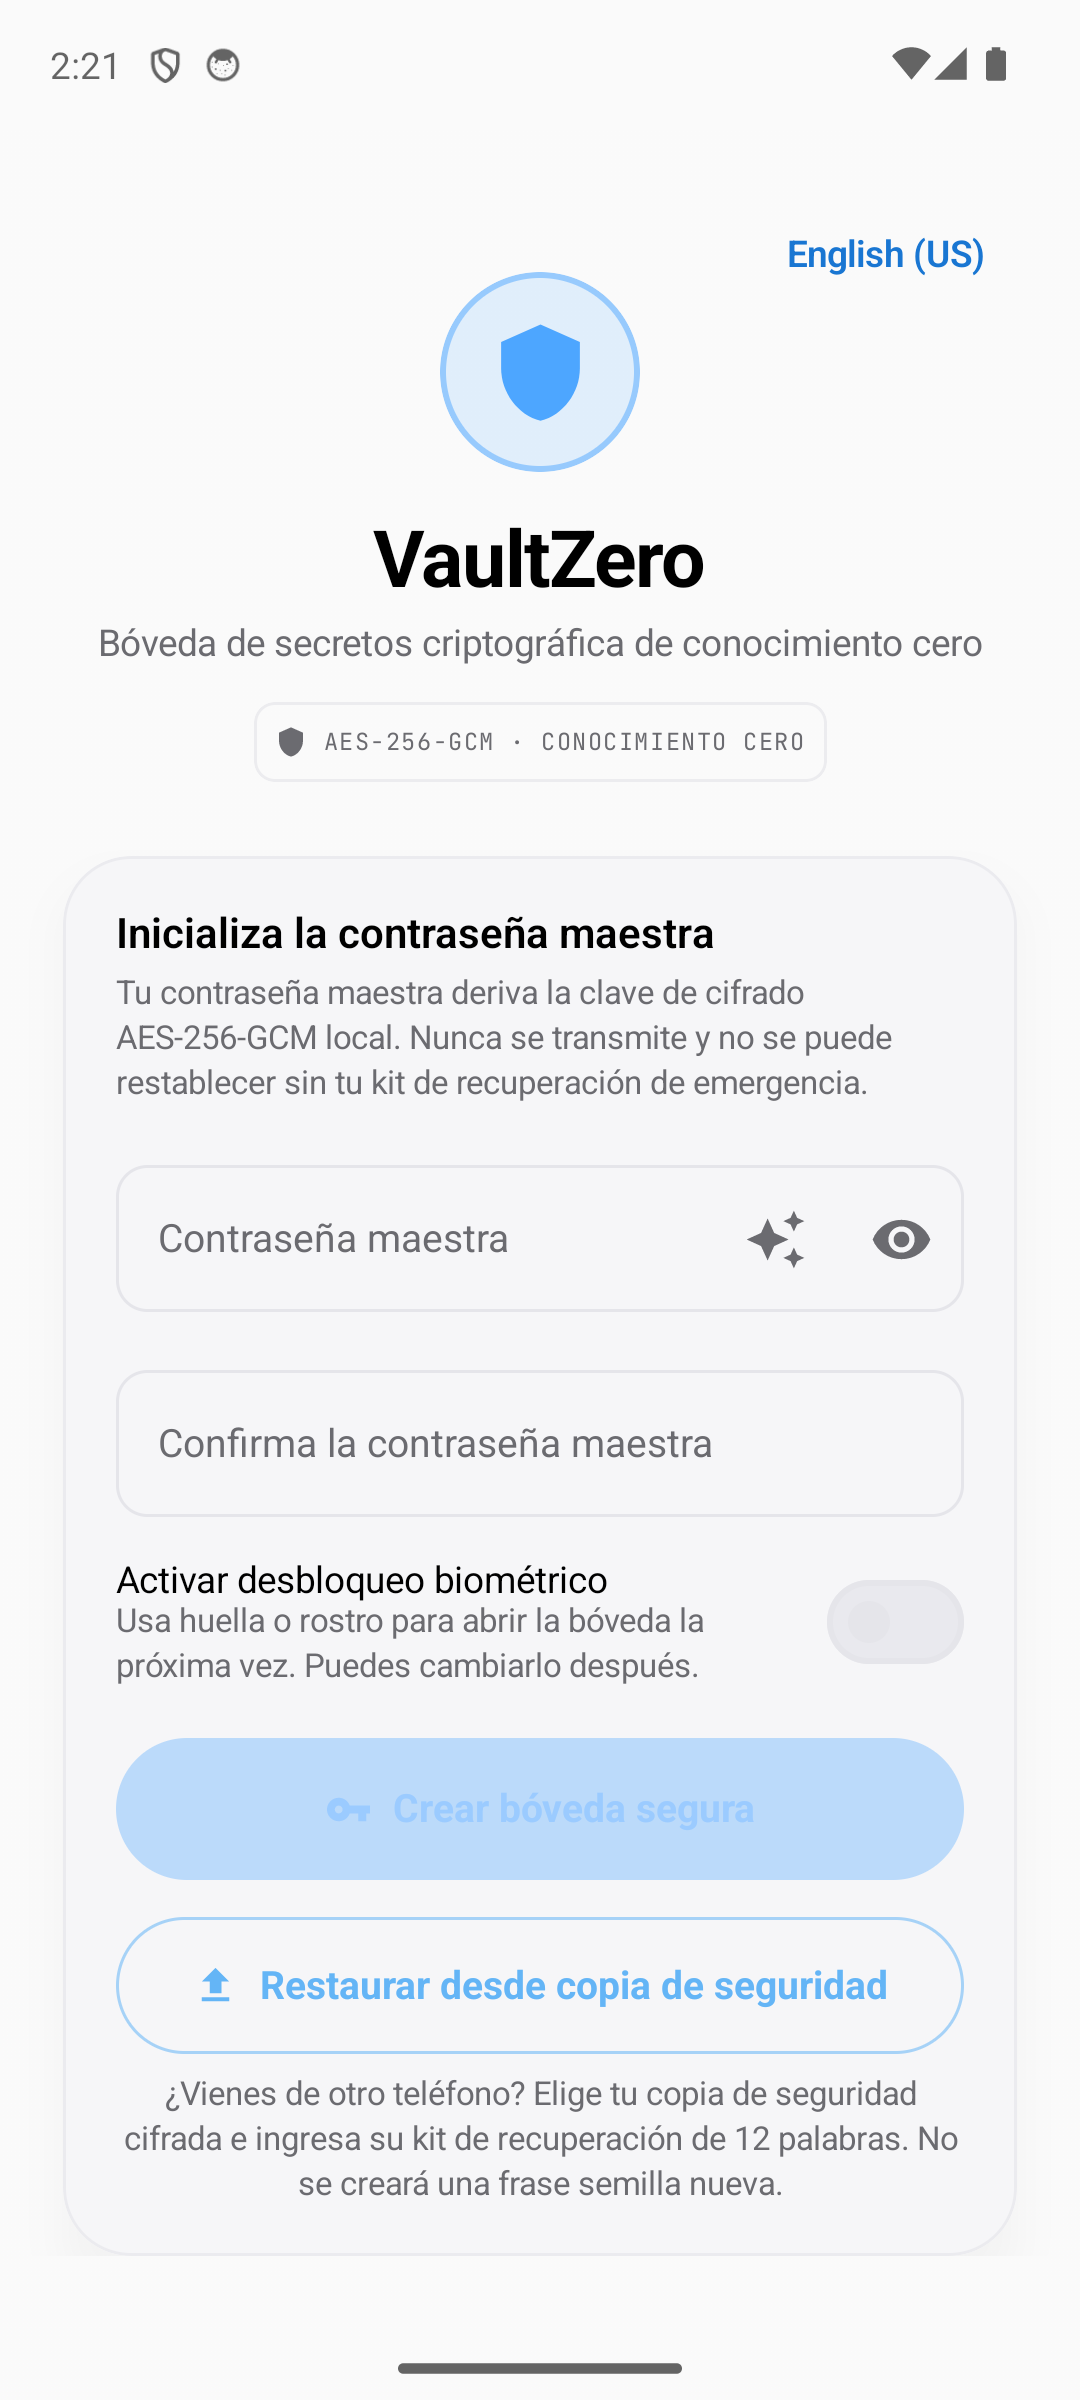 2:21
English (US)
VaultZero
Bóveda de secretos criptográfica de conocimiento cero
AES-256-GCM · CONOCIMIENTO CERO
Inicializa la contraseña maestra
Tu contraseña maestra deriva la clave de cifrado
AES-256-GCM local. Nunca se transmite y no se puede
restablecer sin tu kit de recuperación de emergencia.
Contraseña maestra
Confirma la contraseña maestra
Activar desbloqueo biométrico
Usa huella o rostro para abrir la bóveda la
próxima vez. Puedes cambiarlo después.
Crear bóveda segura
Restaurar desde copia de seguridad
¿Vienes de otro teléfono? Elige tu copia de seguridad
cifrada e ingresa su kit de recuperación de 12 palabras. No
se creará una frase semilla nueva.